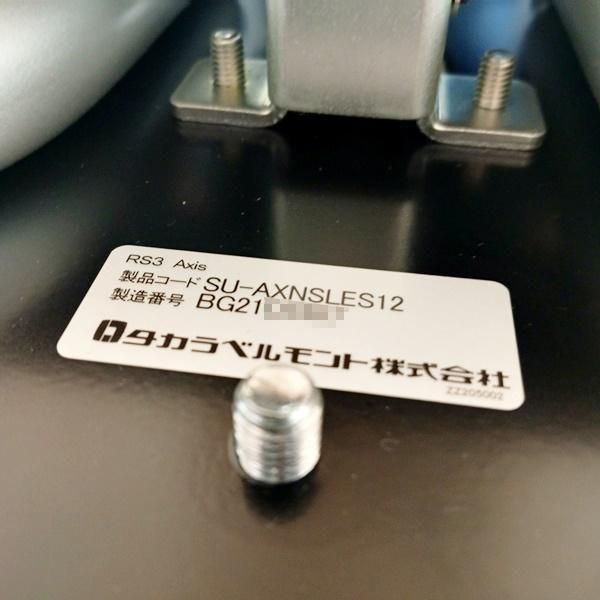 RS3 Axis
製品コード SU-AXNSLES12
製造番号 BG21
タカラベルモント株式会社
ZZ205002